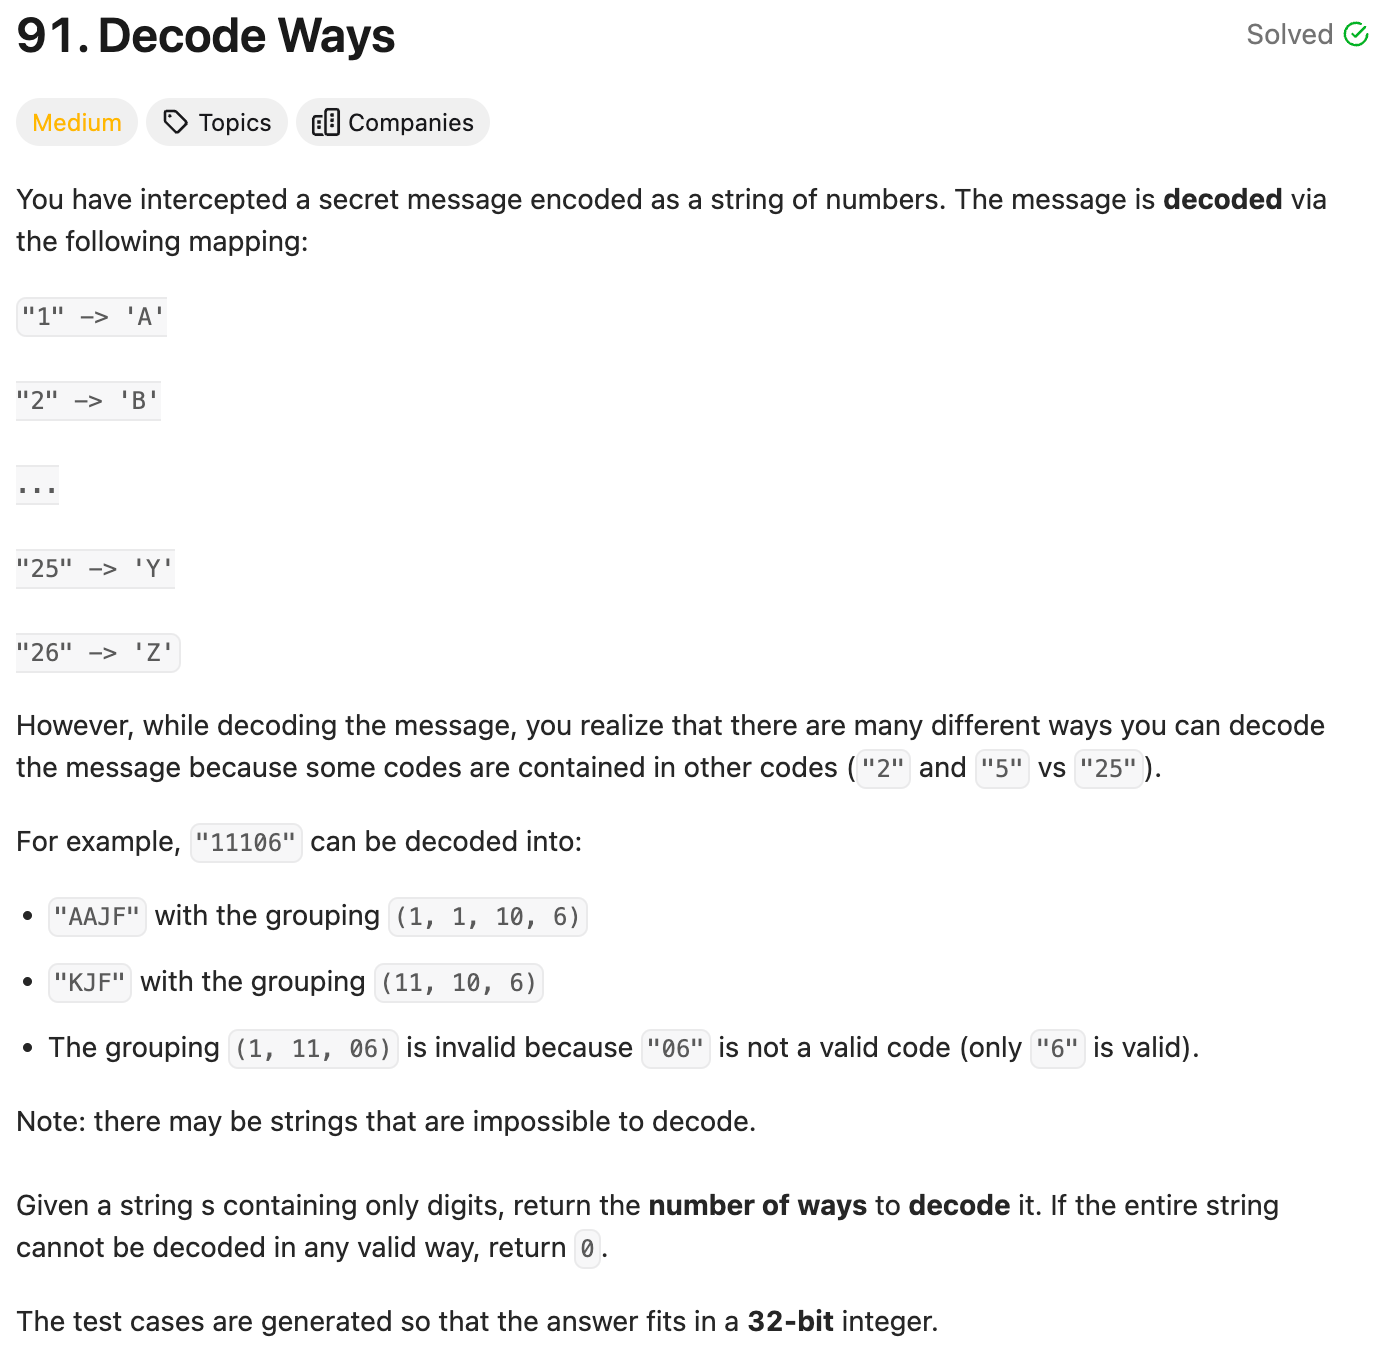 91. Decode Ways
Solved
Medium
Topics
Companies
You have intercepted a secret message encoded as a string of numbers. The message is decoded via
the following mapping:
"1" -> 'A'
"2" -> 'B'
...
"25" -> 'Y'
"26" -> 'Z'
However, while decoding the message, you realize that there are many different ways you can decode
the message because some codes are contained in other codes ("2" and "5" vs "25").
For example, "11106" can be decoded into:
• "AAJF" with the grouping (1, 1, 10, 6)
• "KJF" with the grouping (11, 10, 6)
• The grouping (1, 11, 06) is invalid because "06" is not a valid code (only "6" is valid).
Note: there may be strings that are impossible to decode.
Given a string s containing only digits, return the number of ways to decode it. If the entire string
cannot be decoded in any valid way, return 0.
The test cases are generated so that the answer fits in a 32-bit integer.